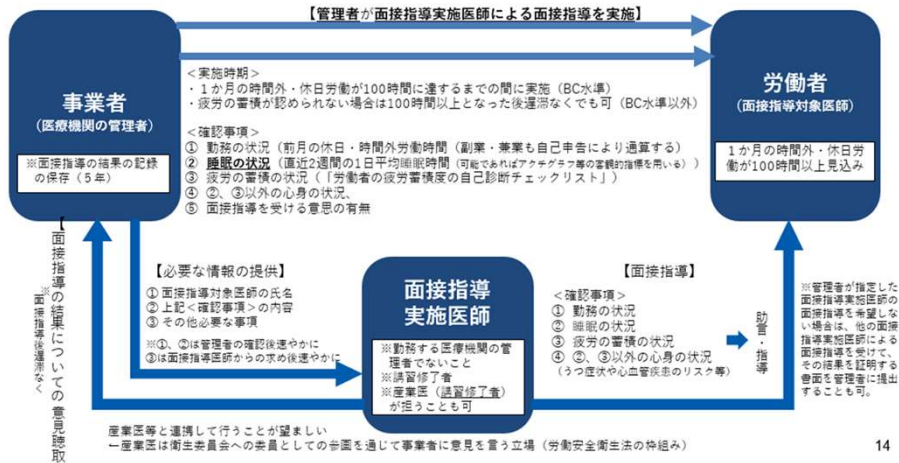 【管理者が面接指導実施医師による面接指導を実施】
事業者
(医療機関の管理者)
※面接指導の結果の記録
の保存（５年）
＜実施時期＞
・１か月の時間外・休日労働が100時間に達するまでの間に実施（BC水準）
・疲労の蓄積が認められない場合は100時間以上となった後遅滞なくでも可（BC水準以外）
＜確認事項＞
① 勤務の状況（前月の休日・時間外労働時間（副業・兼業も自己申告により通算する）
② 睡眠の状況（直近2週間の1日平均睡眠時間（可能であればアクチグラフ等の客観的指標を用いる））
③ 疲労の蓄積の状況（「労働者の疲労蓄積度の自己診断チェックリスト」）
④ ②、③以外の心身の状況、
⑤ 面接指導を受ける意思の有無
労働者
(面接指導対象医師)
１か月の時間外・休日労
働が100時間以上見込み
【面接指導の結果についての意見聴取
※面接指導後遅滞なく
【必要な情報の提供】
① 面接指導対象医師の氏名
② 上記＜確認事項＞の内容
③ その他必要な事項
※①、②は管理者の確認後速やかに
③は面接指導医師からの求め後速やかに
面接指導
実施医師
※勤務する医療機関の管
理者でないこと
※講習修了者
※産業医（講習修了者）
が担うことも可
【面接指導】
＜確認事項＞
① 勤務の状況
② 睡眠の状況
③ 疲労の蓄積の状況
④ ②、③以外の心身の状況
（うつ症状や心血管疾患のリスク等）
助言・指導
※管理者が指定した
面接指導実施医師の
面接指導を希望しな
い場合は、他の面接
指導実施医師による
面接指導を受けて、
その結果を証明する
書面を管理者に提出
することも可。
産業医等と連携して行うことが望ましい
ー産業医は衛生委員会への委員としての参画を通じて事業者に意見を言う立場（労働安全衛生法の枠組み）
14